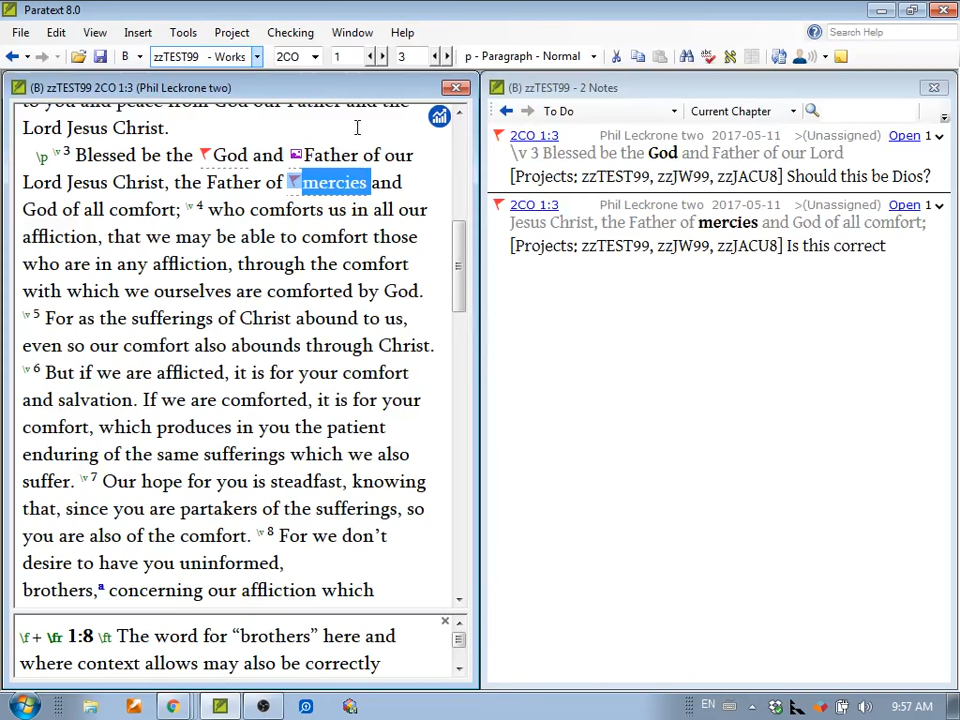 Paratext 8.0
File Edit View Insert Tools Project Checking Window Help
Search Help
B zzTEST99 - Works 2CO 1 3 p - Paragraph - Normal
(B) zzTEST99 2CO 1:3 (Phil Leckrone two)
to you and peace from God our Father and the
Lord Jesus Christ.
\p \v 3 Blessed be the God and Father of our
Lord Jesus Christ, the Father of mercies and
God of all comfort; \v 4 who comforts us in all our
affliction, that we may be able to comfort those
who are in any affliction, through the comfort
with which we ourselves are comforted by God.
\v 5 For as the sufferings of Christ abound to us,
even so our comfort also abounds through Christ.
\v 6 But if we are afflicted, it is for your comfort
and salvation. If we are comforted, it is for your
comfort, which produces in you the patient
enduring of the same sufferings which we also
suffer. \v 7 Our hope for you is steadfast, knowing
that, since you are partakers of the sufferings, so
you are also of the comfort. \v 8 For we don’t
desire to have you uninformed,
brothers,a concerning our affliction which
\f + \fr 1:8 \ft The word for “brothers” here and
where context allows may also be correctly
(B) zzTEST99 - 2 Notes
To Do Current Chapter
2CO 1:3 Phil Leckrone two 2017-05-11 >(Unassigned) Open 1
\v 3 Blessed be the God and Father of our Lord
[Projects; zzTEST99, zzJW99, zzJACU8] Should this be Dios?
2CO 1:3 Phil Leckrone two 2017-05-11 >(Unassigned) Open 1
Jesus Christ, the Father of mercies and God of all comfort;
[Projects; zzTEST99, zzJW99, zzJACU8] Is this correct
EN 9:57 AM